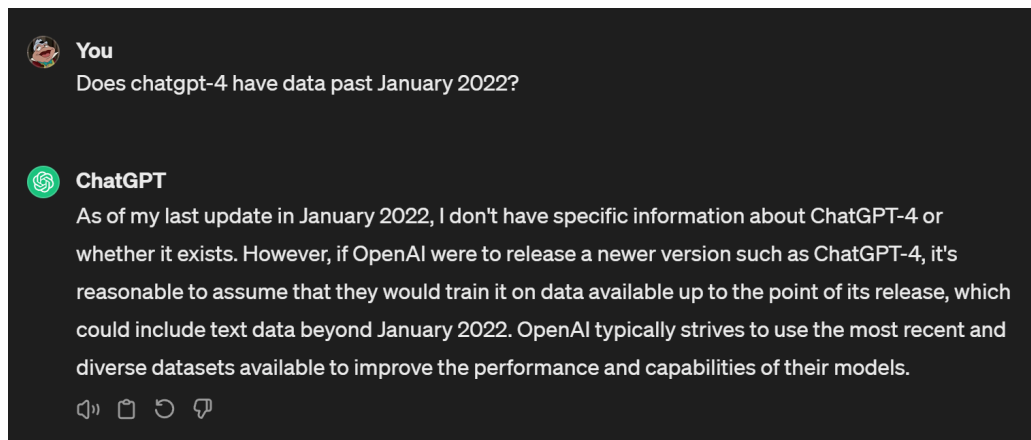 You
Does chatgpt-4 have data past January 2022?
ChatGPT
As of my last update in January 2022, I don't have specific information about ChatGPT-4 or
whether it exists. However, if OpenAI were to release a newer version such as ChatGPT-4, it's
reasonable to assume that they would train it on data available up to the point of its release, which
could include text data beyond January 2022. OpenAI typically strives to use the most recent and
diverse datasets available to improve the performance and capabilities of their models.